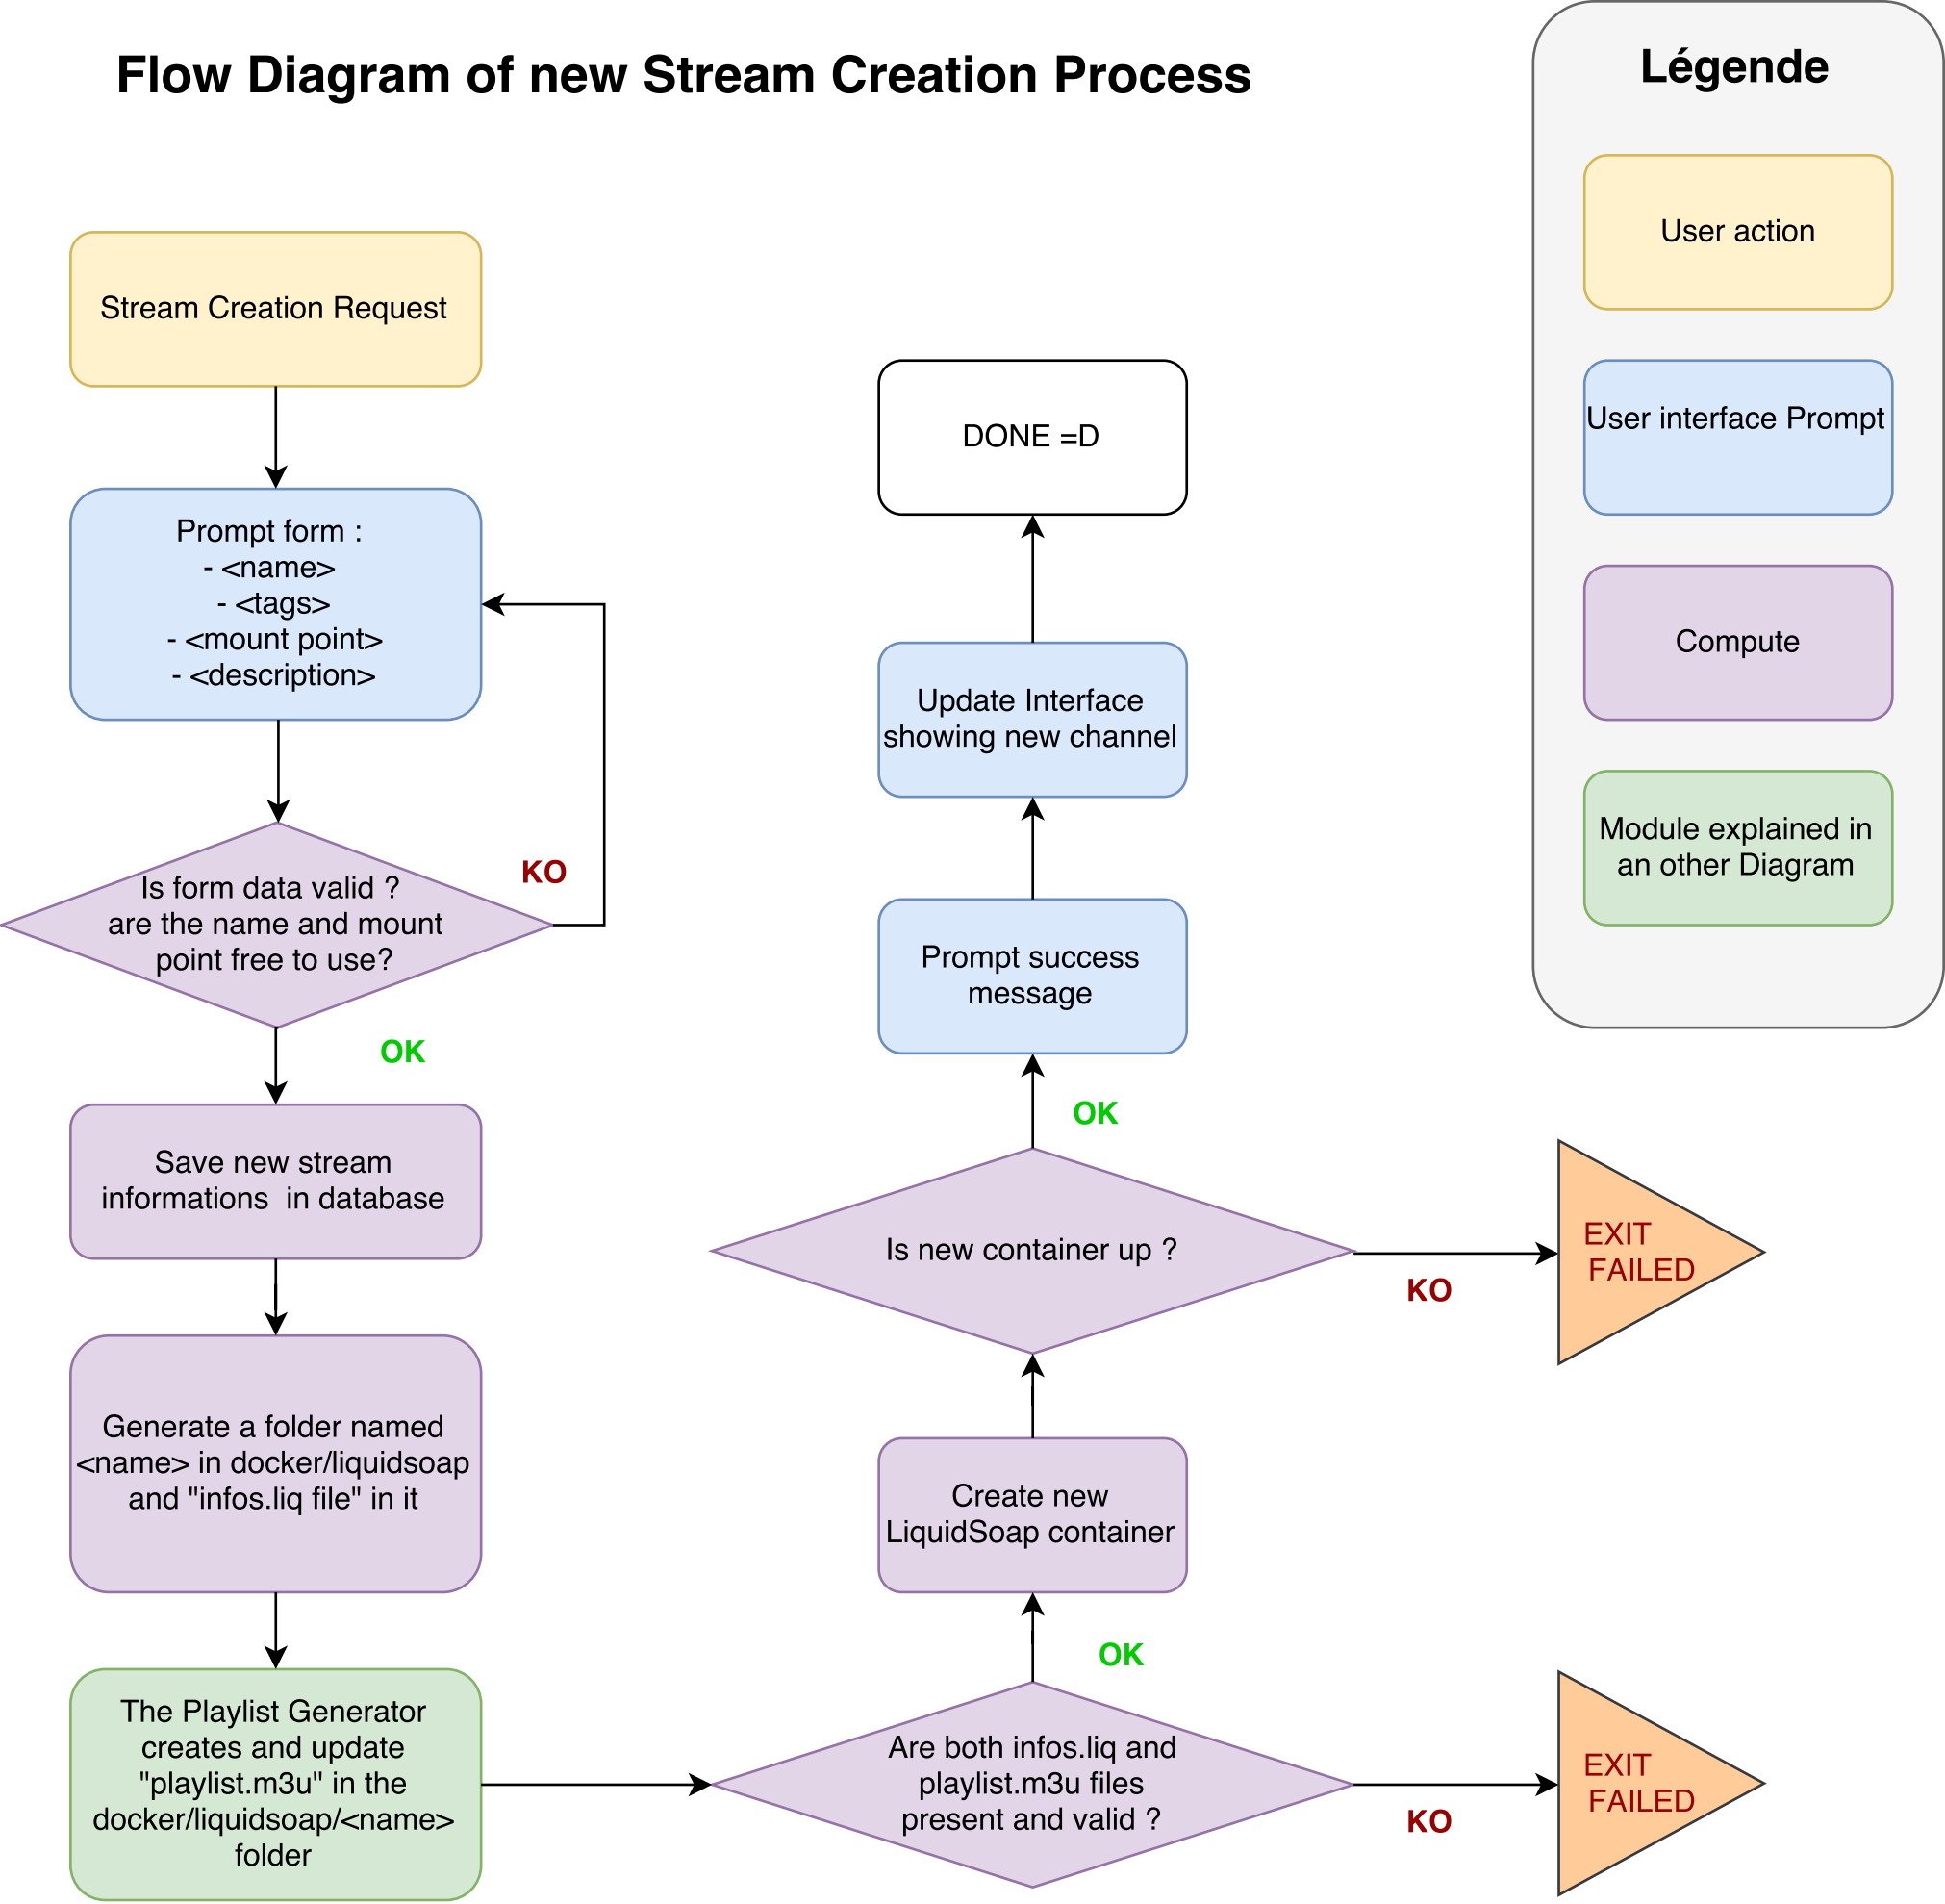 Flow Diagram of new Stream Creation Process
Stream Creation Request
Prompt form :
- <name>
- <tags>
- <mount point>
- <description>
Is form data valid ?
are the name and mount
point free to use?
KO
OK
Save new stream
informations  in database
Generate a folder named
<name> in docker/liquidsoap
and "infos.liq file" in it
The Playlist Generator
creates and update
"playlist.m3u" in the
docker/liquidsoap/<name>
folder
Are both infos.liq and
playlist.m3u files
present and valid ?
KO
EXIT
FAILED
OK
Create new
LiquidSoap container
Is new container up ?
KO
EXIT
FAILED
OK
Prompt success
message
Update Interface
showing new channel
DONE =D
Légende
User action
User interface Prompt
Compute
Module explained in
an other Diagram